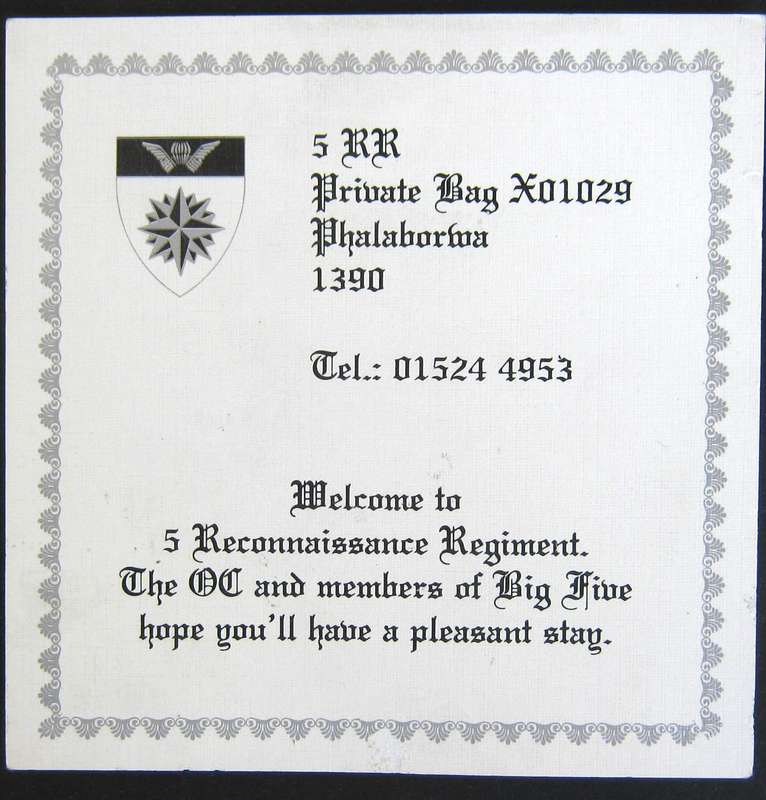 5 RR
Private Bag X01029
Phalaborwa
1390
Tel.: 01524 4953
Welcome to
5 Reconnaissance Regiment.
The OC and members of Big Five
hope you'll have a pleasant stay.